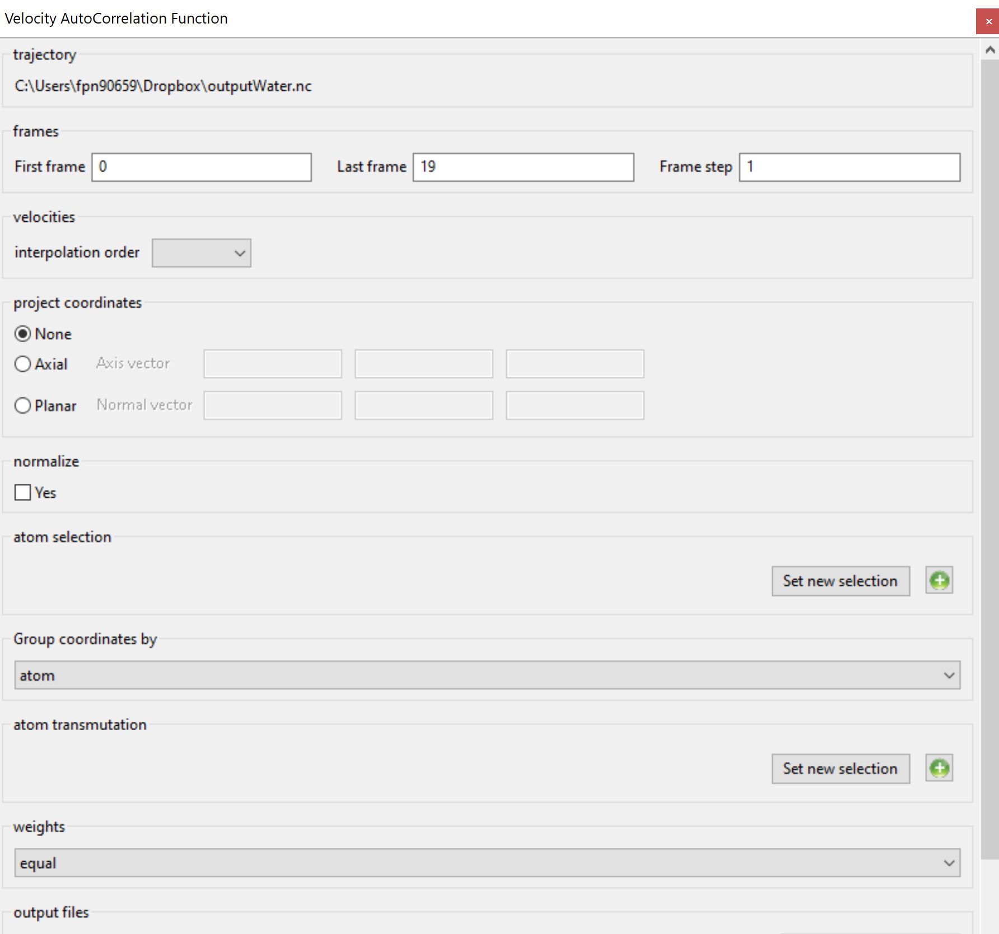 Velocity AutoCorrelation Function
trajectory
C:\Users\fpn90659\Dropbox\outputWater.nc
frames
First frame 0 Last frame 19 Frame step 1
velocities
interpolation order
project coordinates
None
Axial Axis vector
Planar Normal vector
normalize
Yes
atom selection
Set new selection
Group coordinates by
atom
atom transmutation
Set new selection
weights
equal
output files